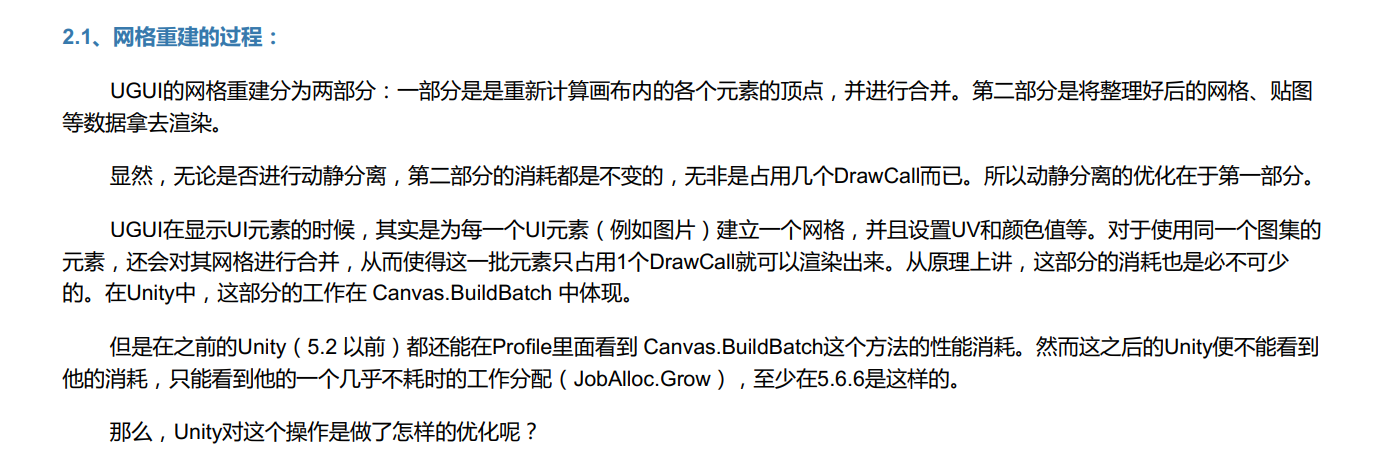 2.1、网格重建的过程：
UGUI的网格重建分为两部分：一部分是是重新计算画布内的各个元素的顶点，并进行合并。第二部分是将整理好后的网格、贴图
等数据拿去渲染。
显然，无论是否进行动静分离，第二部分的消耗都是不变的，无非是占用几个DrawCall而已。所以动静分离的优化在于第一部分。
UGUI在显示UI元素的时候，其实是为每一个UI元素（例如图片）建立一个网格，并且设置UV和颜色值等。对于使用同一个图集的
元素，还会对其网格进行合并，从而使得这一批元素只占用1个DrawCall就可以渲染出来。从原理上讲，这部分的消耗也是必不可少
的。在Unity中，这部分的工作在 Canvas.BuildBatch 中体现。
但是在之前的Unity（5.2 以前）都还能在Profile里面看到 Canvas.BuildBatch这个方法的性能消耗。然而这之后的Unity便不能看到
他的消耗，只能看到他的一个几乎不耗时的工作分配（JobAlloc.Grow），至少在5.6.6是这样的。
那么，Unity对这个操作是做了怎样的优化呢？